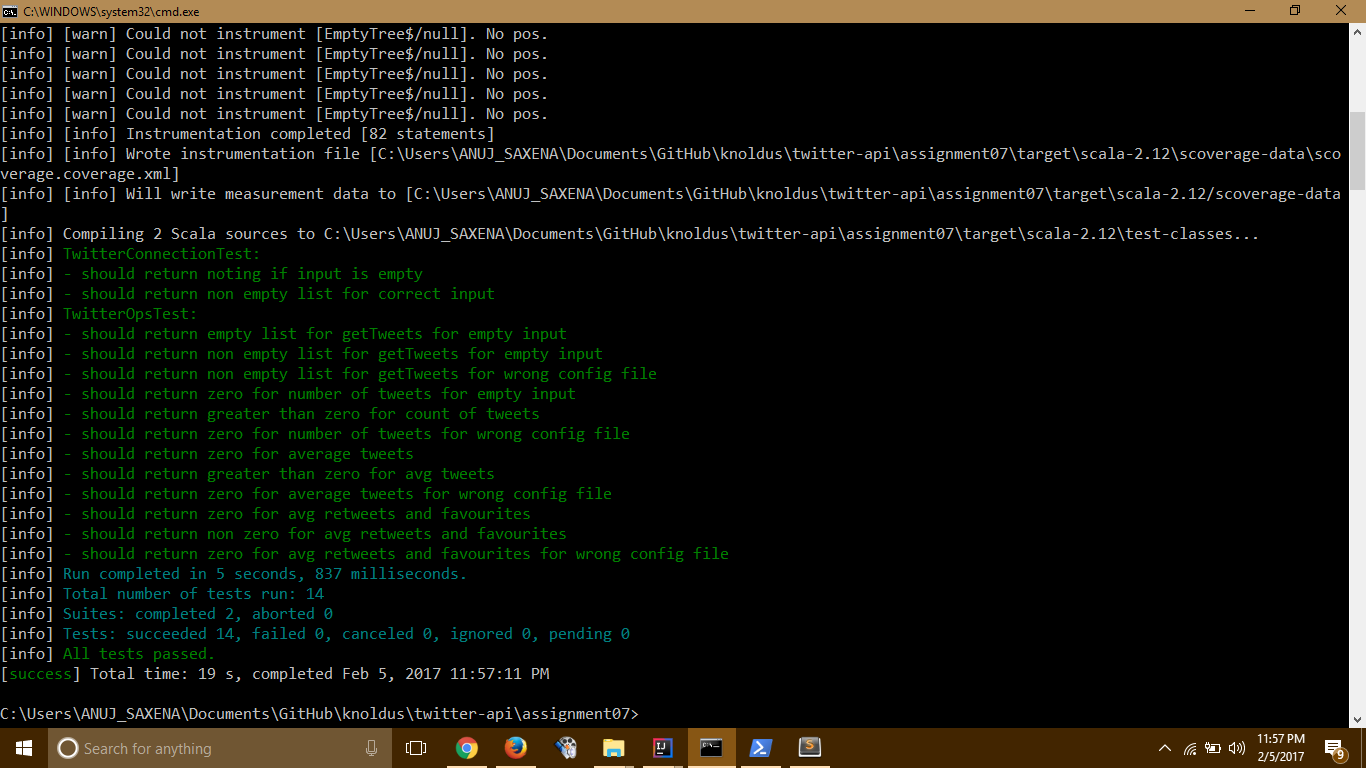 C:\WINDOWS\system32\cmd.exe
[info] [warn] Could not instrument [EmptyTree$/null]. No pos.
[info] [warn] Could not instrument [EmptyTree$/null]. No pos.
[info] [warn] Could not instrument [EmptyTree$/null]. No pos.
[info] [warn] Could not instrument [EmptyTree$/null]. No pos.
[info] [warn] Could not instrument [EmptyTree$/null]. No pos.
[info] [info] Instrumentation completed [82 statements]
[info] [info] Wrote instrumentation file [C:\Users\ANUJ_SAXENA\Documents\GitHub\knoldus\twitter-api\assignment07\target\scala-2.12\scoverage-data\sco
verage.coverage.xml]
[info] [info] Will write measurement data to [C:\Users\ANUJ_SAXENA\Documents\GitHub\knoldus\twitter-api\assignment07\target\scala-2.12/scoverage-data
]
[info] Compiling 2 Scala sources to C:\Users\ANUJ_SAXENA\Documents\GitHub\knoldus\twitter-api\assignment07\target\scala-2.12\test-classes...
[info] TwitterConnectionTest:
[info] - should return noting if input is empty
[info] - should return non empty list for correct input
[info] TwitterOpsTest:
[info] - should return empty list for getTweets for empty input
[info] - should return non empty list for getTweets for empty input
[info] - should return non empty list for getTweets for wrong config file
[info] - should return zero for number of tweets for empty input
[info] - should return greater than zero for count of tweets
[info] - should return zero for number of tweets for wrong config file
[info] - should return zero for average tweets
[info] - should return greater than zero for avg tweets
[info] - should return zero for average tweets for wrong config file
[info] - should return zero for avg retweets and favourites
[info] - should return non zero for avg retweets and favourites
[info] - should return zero for avg retweets and favourites for wrong config file
[info] Run completed in 5 seconds, 837 milliseconds.
[info] Total number of tests run: 14
[info] Suites: completed 2, aborted 0
[info] Tests: succeeded 14, failed 0, canceled 0, ignored 0, pending 0
[info] All tests passed.
[success] Total time: 19 s, completed Feb 5, 2017 11:57:11 PM
C:\Users\ANUJ_SAXENA\Documents\GitHub\knoldus\twitter-api\assignment07>
Search for anything
11:57 PM
2/5/2017
9